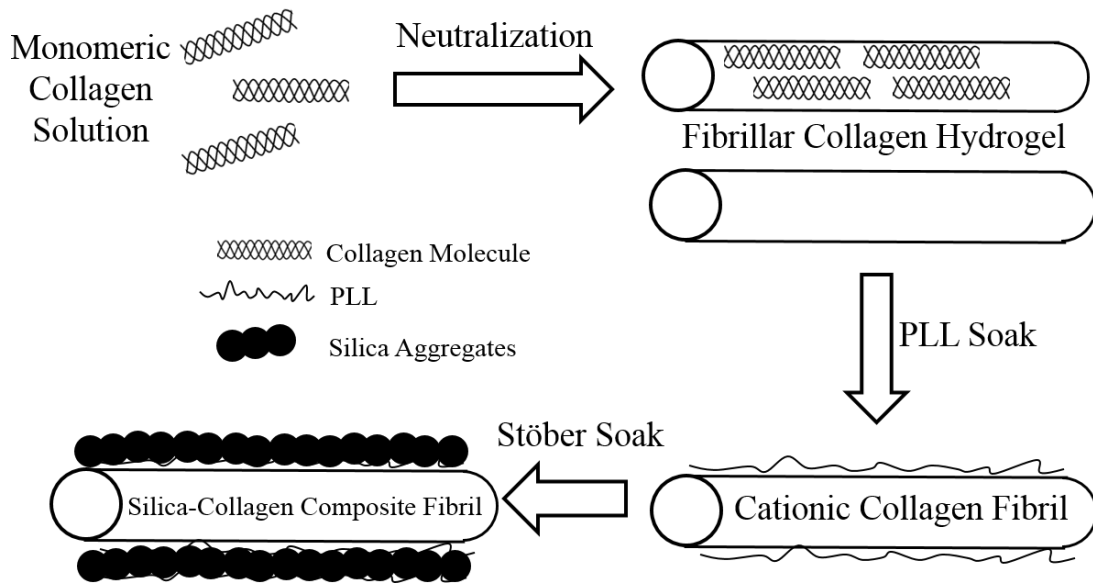 Monomeric
Collagen
Solution
Neutralization
Fibrillar Collagen Hydrogel
Collagen Molecule
PLL
Silica Aggregates
PLL Soak
Stöber Soak
Silica-Collagen Composite Fibril
Cationic Collagen Fibril